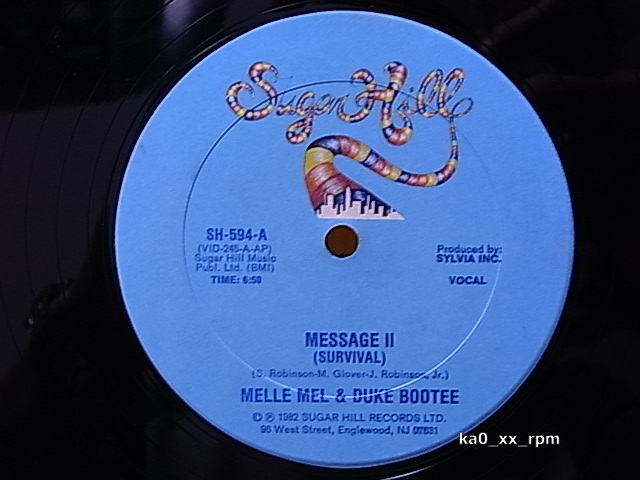 Sugar Hill
SH-594-A
(VID-245-A-AP)
Sugar Hill Music
Publ. Ltd. (BMI)
TIME: 6:50
Produced by:
SYLVIA INC.
VOCAL
MESSAGE II
(SURVIVAL)
(S. Robinson-M. Glover-J. Robinson, Jr.)
MELLE MEL & DUKE BOOTEE
© ℗ 1982 SUGAR HILL RECORDS LTD.
96 West Street, Englewood, NJ 07631
ka0_xx_rpm